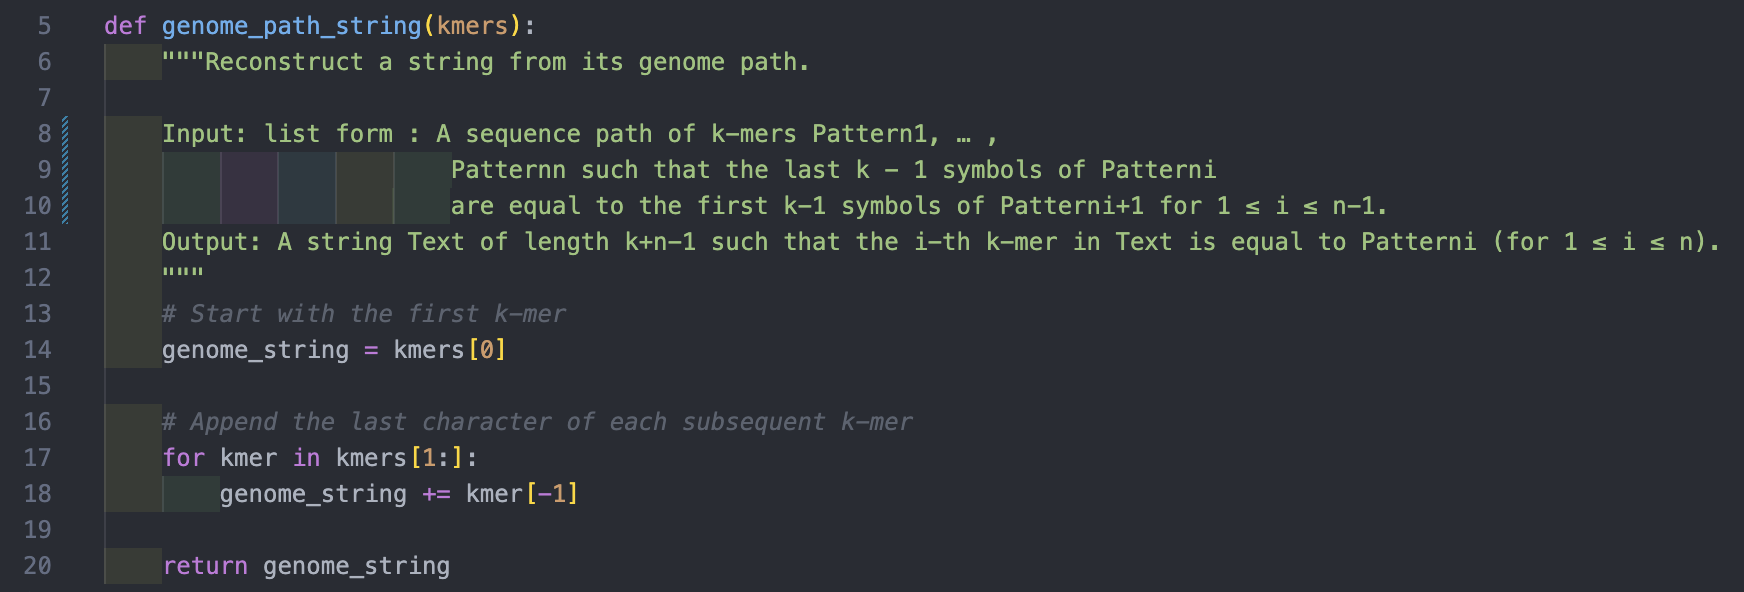 5 def genome_path_string(kmers):
6 """Reconstruct a string from its genome path.
7
8 Input: list form : A sequence path of k-mers Pattern1, … ,
9 Patternn such that the last k - 1 symbols of Patterni
10 are equal to the first k-1 symbols of Patterni+1 for 1 ≤ i ≤ n-1.
11 Output: A string Text of length k+n-1 such that the i-th k-mer in Text is equal to Patterni (for 1 ≤ i ≤ n).
12 """
13 # Start with the first k-mer
14 genome_string = kmers[0]
15
16 # Append the last character of each subsequent k-mer
17 for kmer in kmers[1:]:
18 genome_string += kmer[-1]
19
20 return genome_string